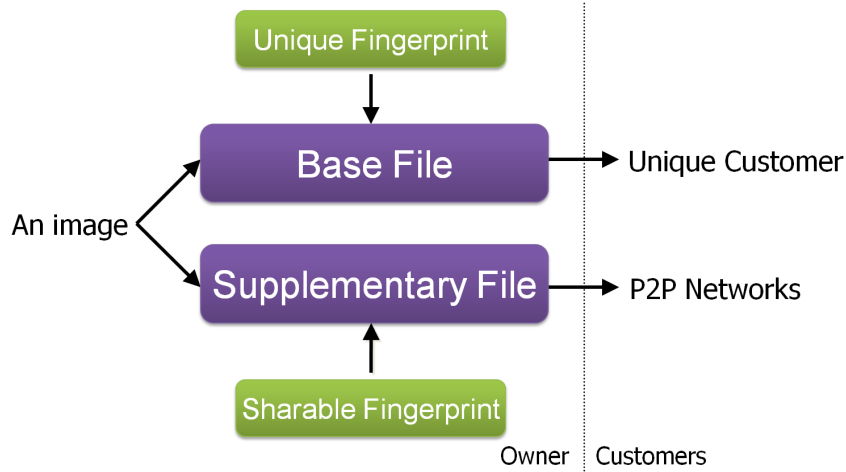 Unique Fingerprint
Base File
Unique Customer
An image
Supplementary File
P2P Networks
Sharable Fingerprint
Owner
Customers